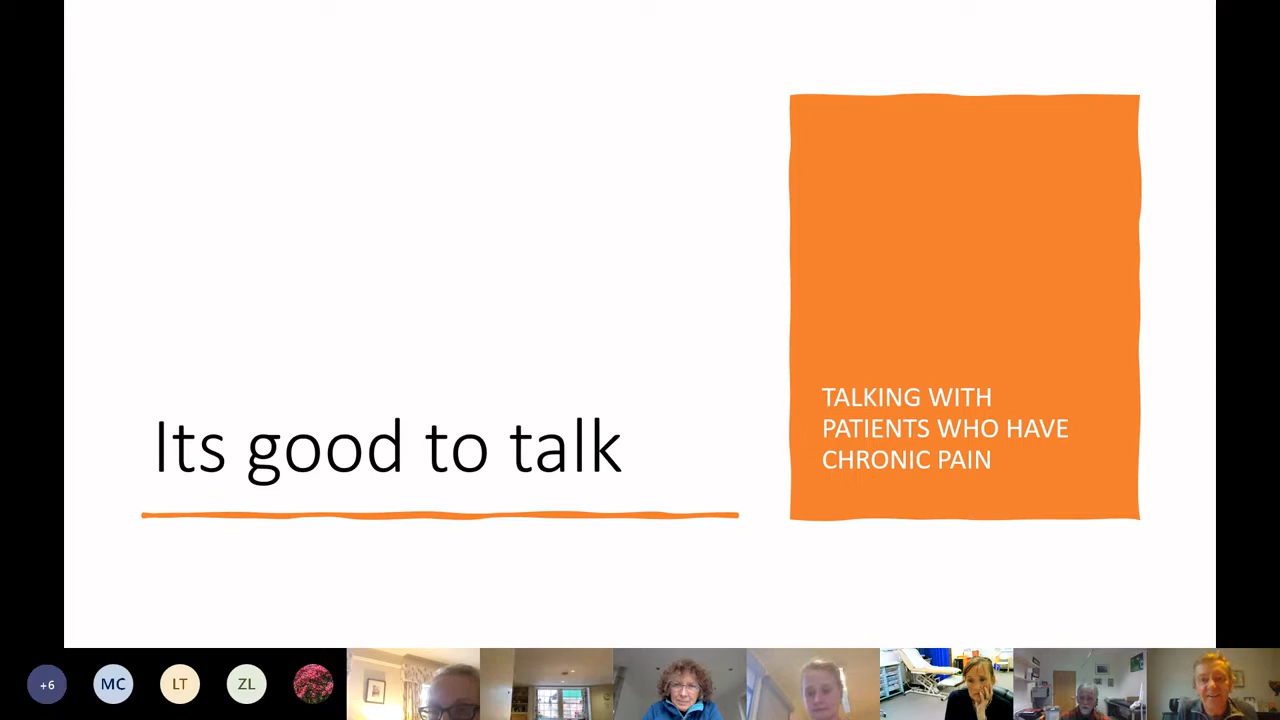 Its good to talk
TALKING WITH
PATIENTS WHO HAVE
CHRONIC PAIN
+6
MC
LT
ZL